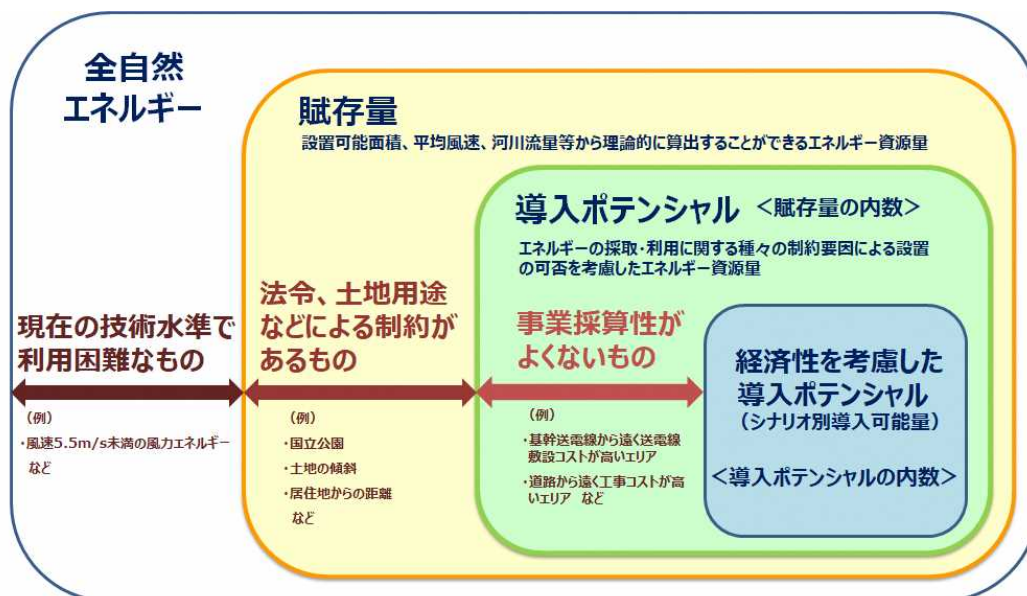 全自然
エネルギー
賦存量
設置可能面積、平均風速、河川流量等から理論的に算出することができるエネルギー資源量
導入ポテンシャル <賦存量の内数>
エネルギーの採取・利用に関する種々の制約要因による設置
の可否を考慮したエネルギー資源量
現在の技術水準で
利用困難なもの
(例)
・風速5.5m/s未満の風力エネルギー
など
法令、土地用途
などによる制約が
あるもの
(例)
・国立公園
・土地の傾斜
・居住地からの距離
など
事業採算性が
よくないもの
(例)
・基幹送電線から遠く送電線
敷設コストが高いエリア
・道路から遠く工事コストが高
いエリア など
経済性を考慮した
導入ポテンシャル
(シナリオ別導入可能量)
<導入ポテンシャルの内数>